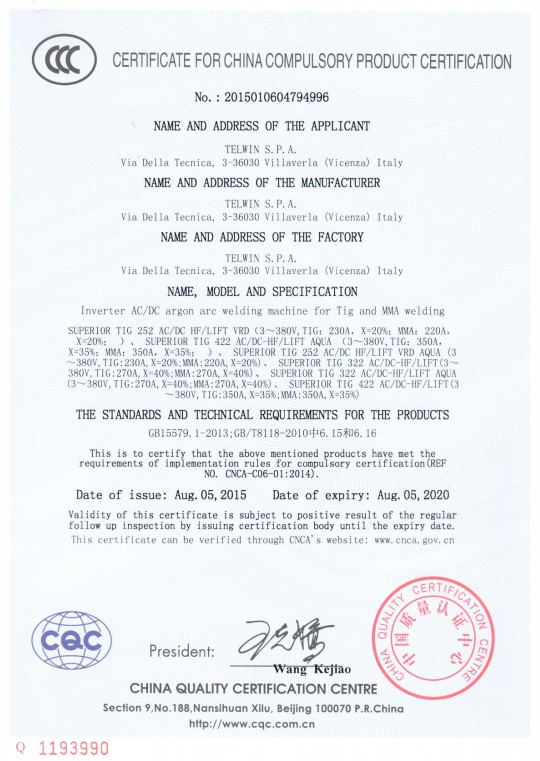 CCC
CERTIFICATE FOR CHINA COMPULSORY PRODUCT CERTIFICATION
No.: 2015010604794996
NAME AND ADDRESS OF THE APPLICANT
TELWIN S.P.A.
Via Della Tecnica, 3-36030 Villaverla (Vicenza) Italy
NAME AND ADDRESS OF THE MANUFACTURER
TELWIN S.P.A.
Via Della Tecnica, 3-36030 Villaverla (Vicenza) Italy
NAME AND ADDRESS OF THE FACTORY
TELWIN S.P.A.
Via Della Tecnica, 3-36030 Villaverla (Vicenza) Italy
NAME, MODEL AND SPECIFICATION
Inverter AC/DC argon arc welding machine for Tig and MMA welding
SUPERIOR TIG 252 AC/DC HF/LIFT VRD (3～380V, TIG: 230A, X=20%; MMA: 220A,
X=20%; )、 SUPERIOR TIG 422 AC/DC-HF/LIFT AQUA (3～380V, TIG: 350A,
X=35%; MMA: 350A, X=35%; )、 SUPERIOR TIG 252 AC/DC HF/LIFT VRD AQUA (3
～380V,TIG:230A,X=20%;MMA:220A,X=20%)、 SUPERIOR TIG 322 AC/DC-HF/LIFT(3～
380V,TIG:270A,X=40%;MMA:270A,X=40%)、 SUPERIOR TIG 322 AC/DC-HF/LIFT AQUA
(3～380V,TIG:270A,X=40%;MMA:270A,X=40%)、 SUPERIOR TIG 422 AC/DC-HF/LIFT(3
～380V,TIG:350A,X=35%;MMA:350A,X=35%)
THE STANDARDS AND TECHNICAL REQUIREMENTS FOR THE PRODUCTS
GB15579.1-2013;GB/T8118-2010中6.15和6.16
This is to certify that the above mentioned products have met the
requirements of implementation rules for compulsory certification(REF
NO. CNCA-C06-01:2014).
Date of issue: Aug. 05, 2015 Date of expiry: Aug. 05, 2020
Validity of this certificate is subject to positive result of the regular
follow up inspection by issuing certification body until the expiry date.
This certificate can be verified through CNCA's website: www.cnca.gov.cn
CQC
President:
Wang Kejiao
CHINA QUALITY CERTIFICATION CENTRE
中国质量认证中心
CHINA QUALITY CERTIFICATION CENTRE
Section 9, No.188, Nansihuan Xilu, Beijing 100070 P.R.China
http://www.cqc.com.cn
Q 1193990